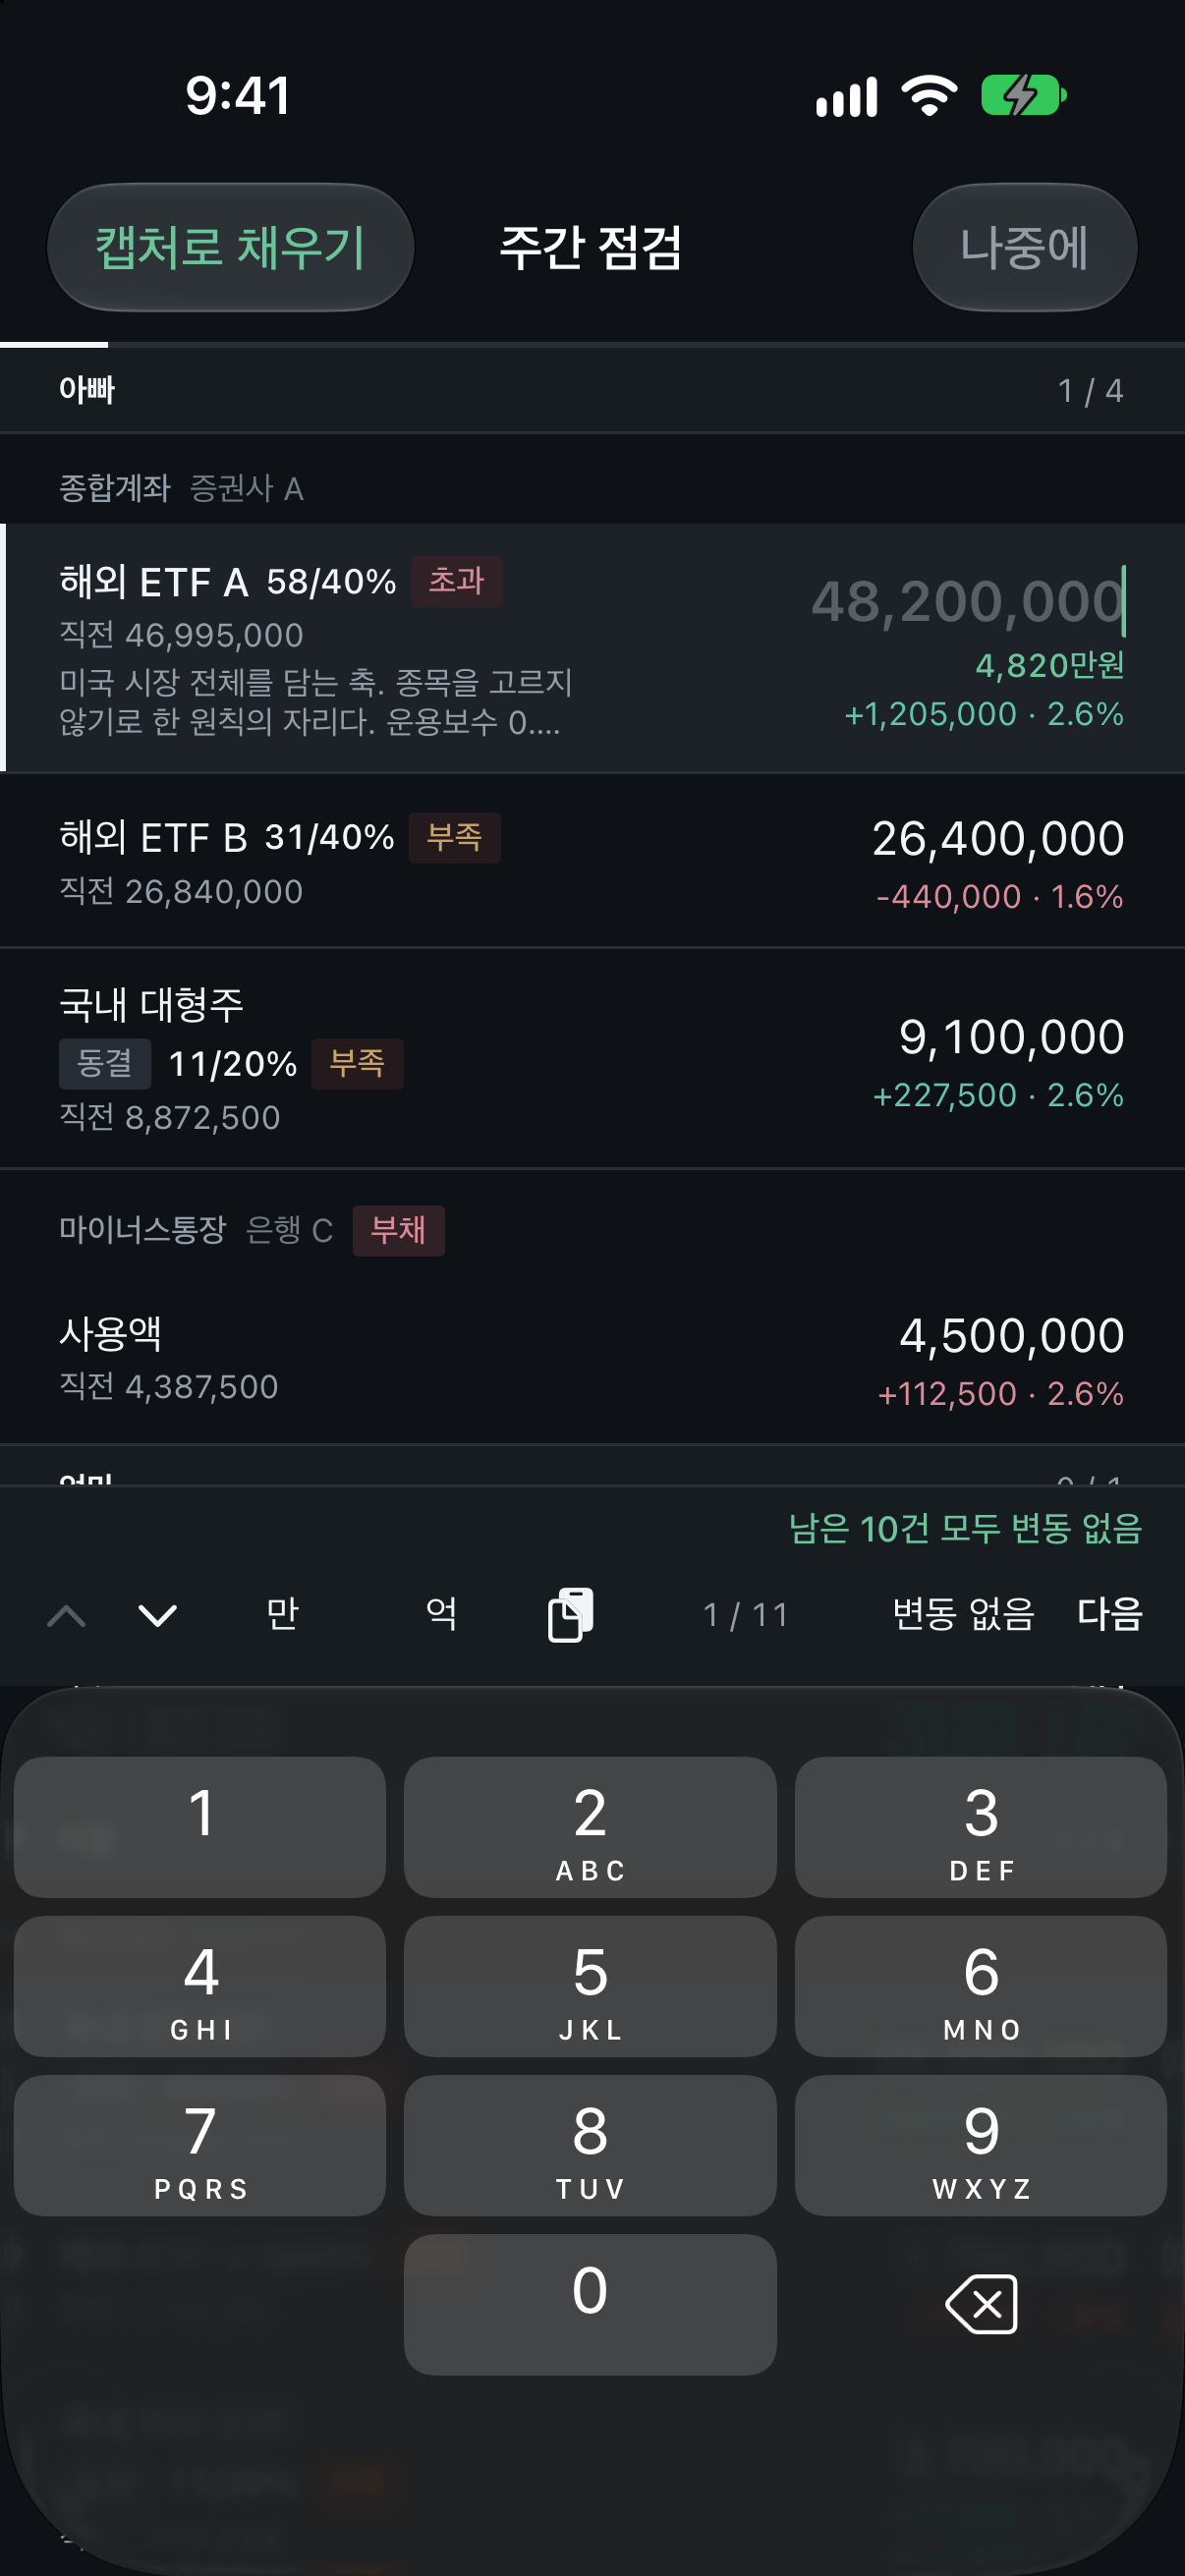 9:41
캡처로 채우기
주간 점검
나중에
아빠
1 / 4
종합계좌 증권사 A
해외 ETF A 58/40% 초과
48,200,000
직전 46,995,000
4,820만원
미국 시장 전체를 담는 축. 종목을 고르지
않기로 한 원칙의 자리다. 운용보수 0....
+1,205,000 · 2.6%
해외 ETF B 31/40% 부족
26,400,000
직전 26,840,000
-440,000 · 1.6%
국내 대형주
동결 11/20% 부족
9,100,000
직전 8,872,500
+227,500 · 2.6%
마이너스통장 은행 C 부채
사용액
4,500,000
직전 4,387,500
+112,500 · 2.6%
남은 10건 모두 변동 없음
만
억
1 / 11
변동 없음
다음
1
2
ABC
3
DEF
4
GHI
5
JKL
6
MNO
7
PQRS
8
TUV
9
WXYZ
0